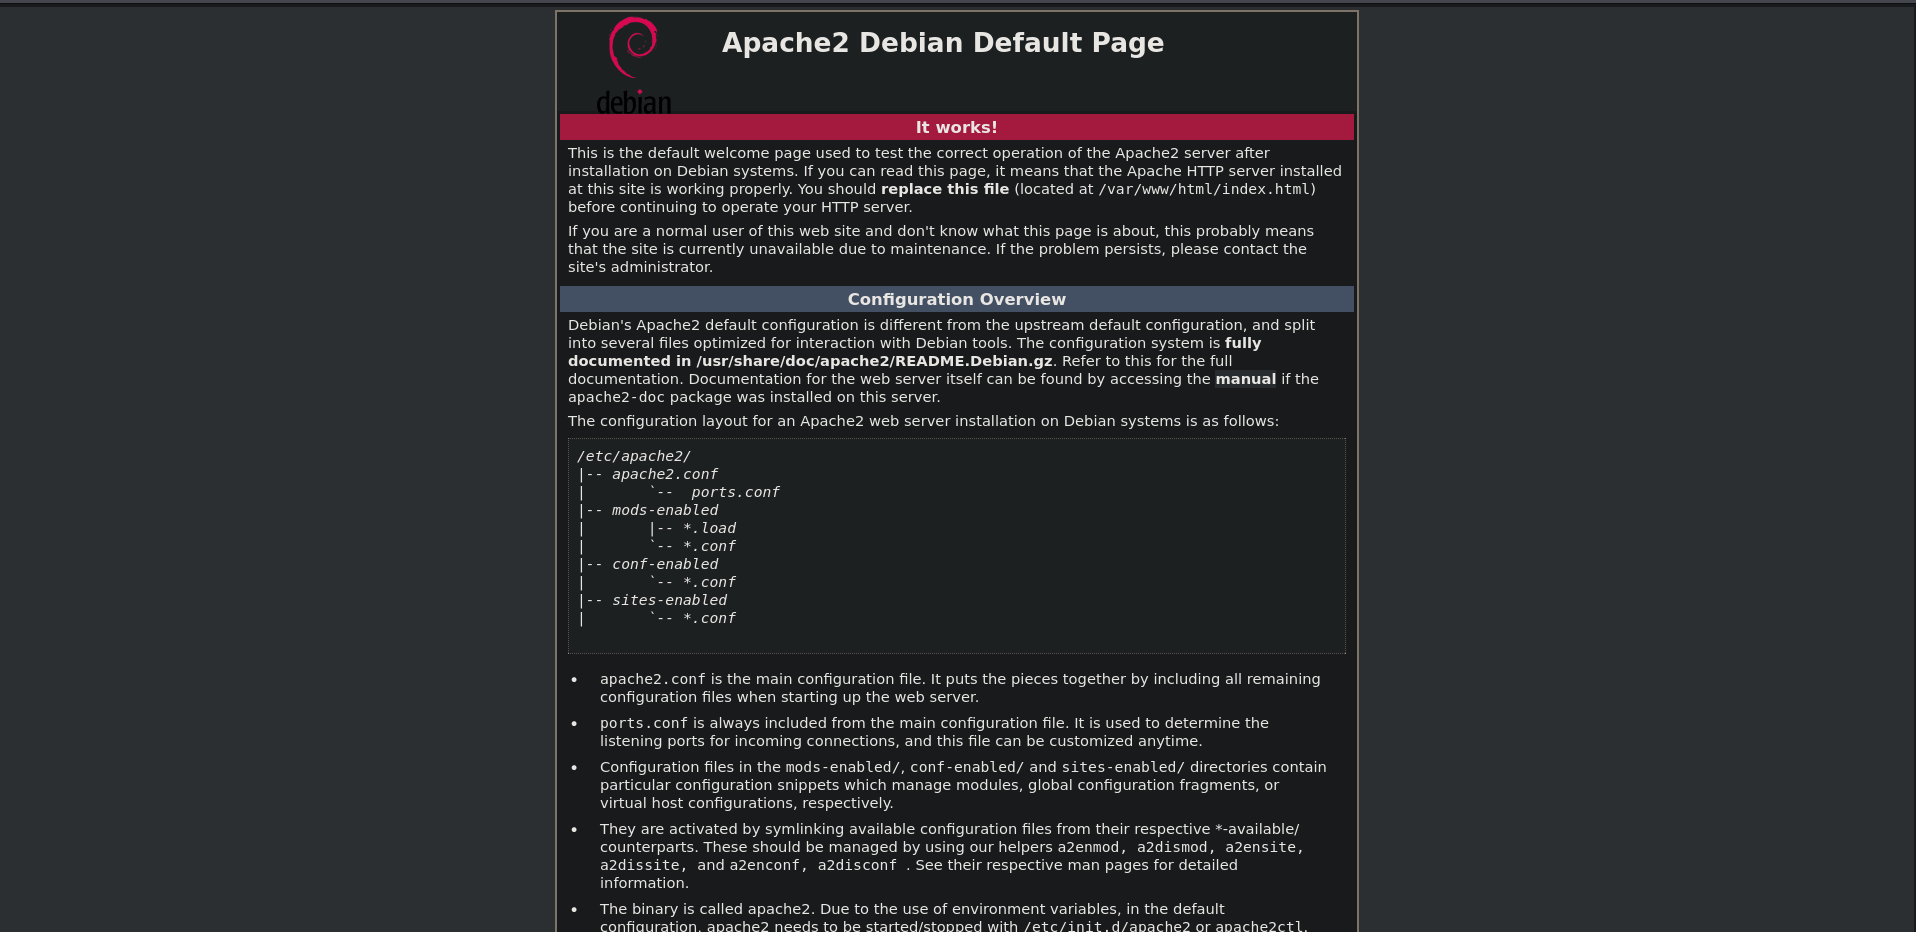 debian
Apache2 Debian Default Page
It works!
This is the default welcome page used to test the correct operation of the Apache2 server after
installation on Debian systems. If you can read this page, it means that the Apache HTTP server installed
at this site is working properly. You should replace this file (located at /var/www/html/index.html)
before continuing to operate your HTTP server.
If you are a normal user of this web site and don't know what this page is about, this probably means
that the site is currently unavailable due to maintenance. If the problem persists, please contact the
site's administrator.
Configuration Overview
Debian's Apache2 default configuration is different from the upstream default configuration, and split
into several files optimized for interaction with Debian tools. The configuration system is fully
documented in /usr/share/doc/apache2/README.Debian.gz. Refer to this for the full
documentation. Documentation for the web server itself can be found by accessing the manual if the
apache2-doc package was installed on this server.
The configuration layout for an Apache2 web server installation on Debian systems is as follows:
/etc/apache2/
|-- apache2.conf
|       `--  ports.conf
|-- mods-enabled
|       |-- *.load
|       `-- *.conf
|-- conf-enabled
|       `-- *.conf
|-- sites-enabled
|       `-- *.conf
• apache2.conf is the main configuration file. It puts the pieces together by including all remaining
configuration files when starting up the web server.
• ports.conf is always included from the main configuration file. It is used to determine the
listening ports for incoming connections, and this file can be customized anytime.
• Configuration files in the mods-enabled/, conf-enabled/ and sites-enabled/ directories contain
particular configuration snippets which manage modules, global configuration fragments, or
virtual host configurations, respectively.
• They are activated by symlinking available configuration files from their respective *-available/
counterparts. These should be managed by using our helpers a2enmod, a2dismod, a2ensite,
a2dissite, and a2enconf, a2disconf . See their respective man pages for detailed
information.
• The binary is called apache2. Due to the use of environment variables, in the default
configuration, apache2 needs to be started/stopped with /etc/init.d/apache2 or apache2ctl.